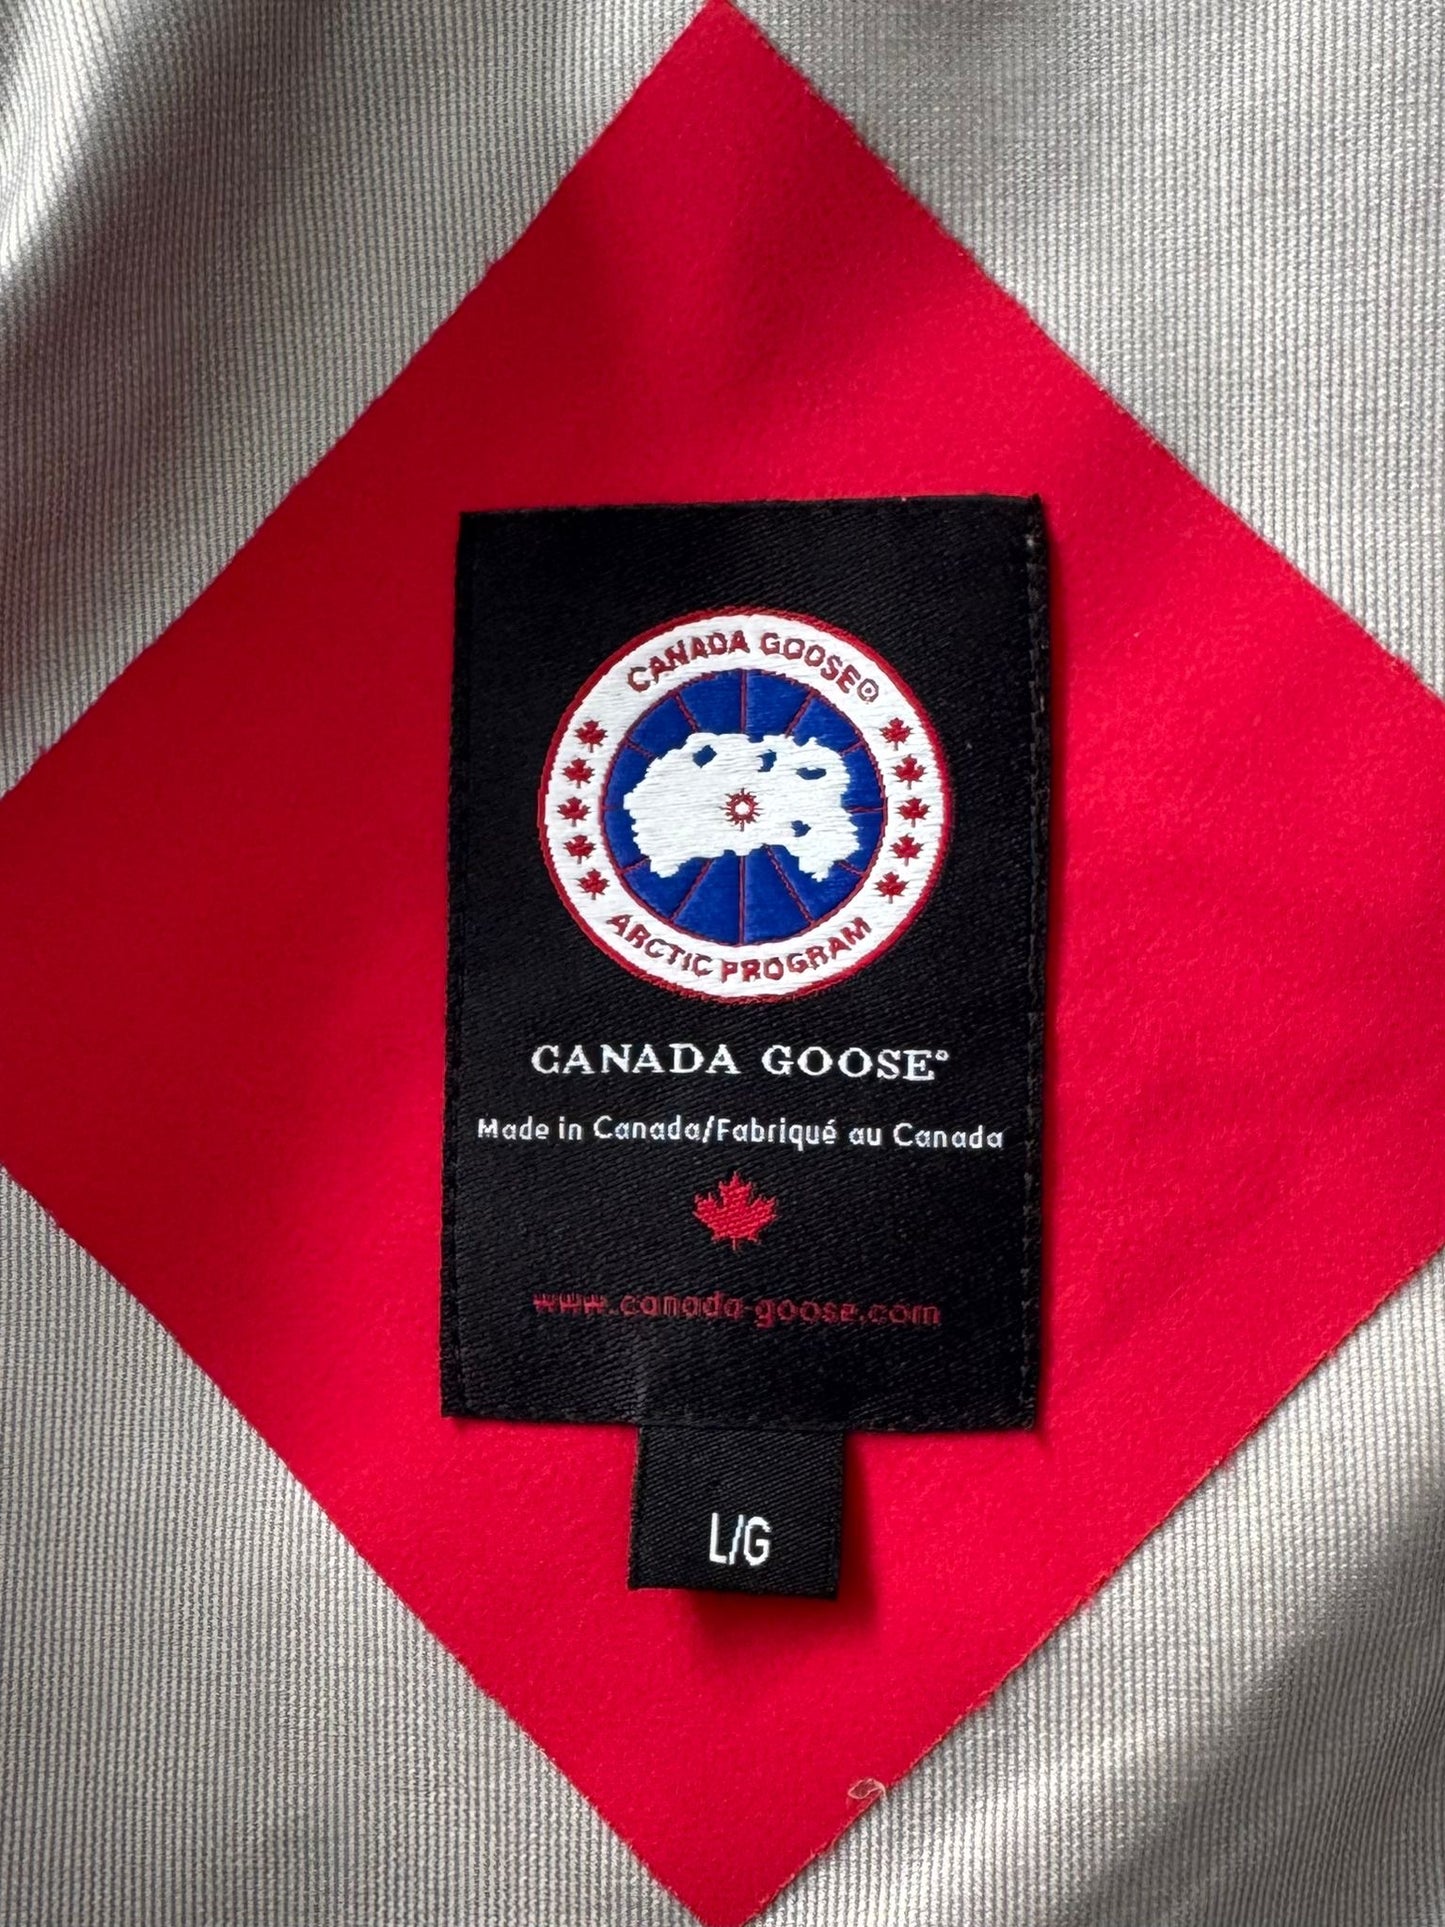 CANADA GOOSE©
ARCTIC PROGRAM
CANADA GOOSE®
Made in Canada/Fabriqué au Canada
www.canada-goose.com
L/G